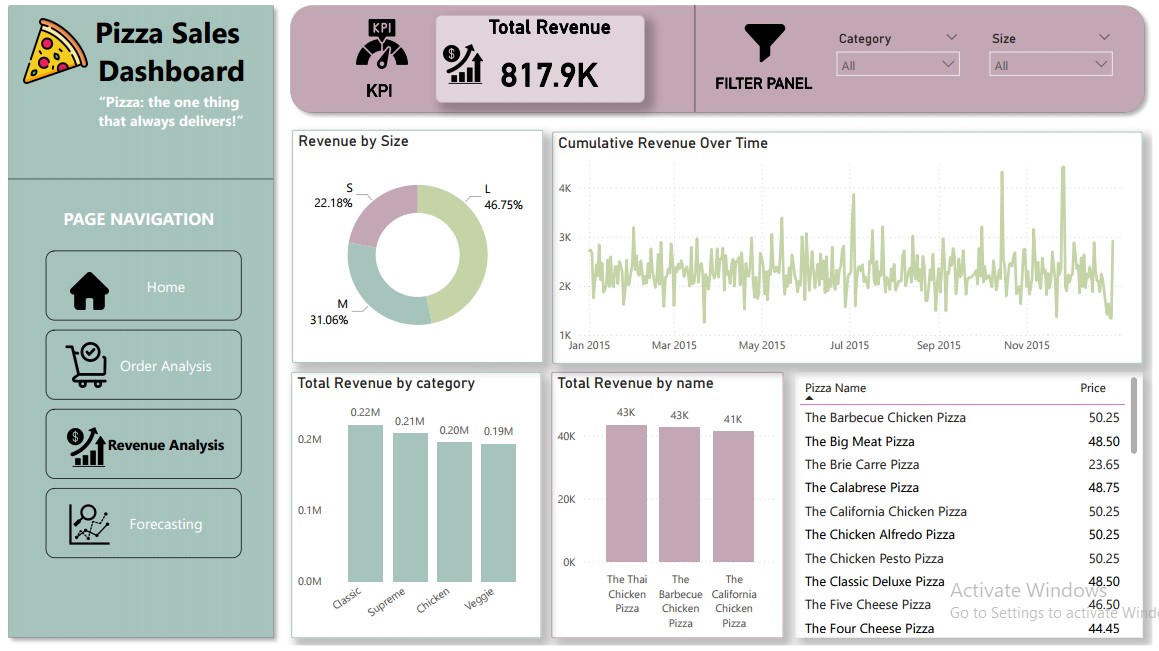 Pizza Sales
Dashboard
“Pizza: the one thing
that always delivers!”
PAGE NAVIGATION
Home
Order Analysis
Revenue Analysis
Forecasting
KPI
KPI
Total Revenue
817.9K
FILTER PANEL
Category
All
Size
All
Revenue by Size
S
22.18%
L
46.75%
M
31.06%
Cumulative Revenue Over Time
4K
3K
2K
1K
Jan 2015 Mar 2015 May 2015 Jul 2015 Sep 2015 Nov 2015
Total Revenue by category
0.22M 0.21M 0.20M 0.19M
0.2M
0.1M
0.0M
Classic Supreme Chicken Veggie
Total Revenue by name
43K 43K 41K
40K
20K
0K
The Thai
Chicken
Pizza
The
Barbecue
Chicken
Pizza
The
California
Chicken
Pizza
Pizza Name Price
The Barbecue Chicken Pizza 50.25
The Big Meat Pizza 48.50
The Brie Carre Pizza 23.65
The Calabrese Pizza 48.75
The California Chicken Pizza 50.25
The Chicken Alfredo Pizza 50.25
The Chicken Pesto Pizza 50.25
The Classic Deluxe Pizza 48.50
The Five Cheese Pizza 46.50
The Four Cheese Pizza 44.45
Activate Windows
Go to Settings to activate Wind